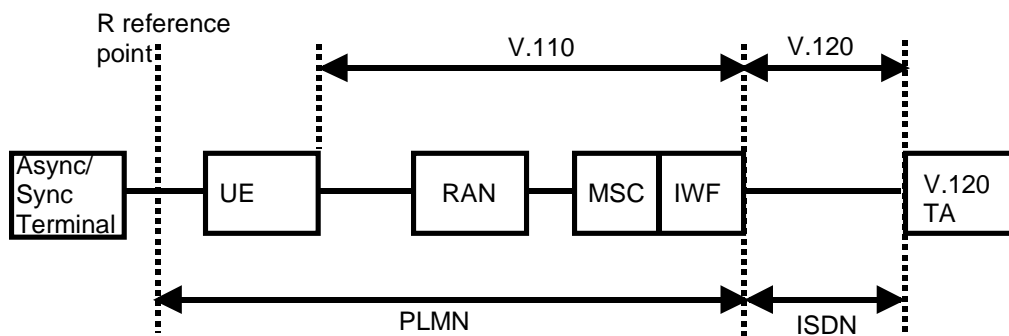 R reference
point
V.110
V.120
Async/
Sync
Terminal
UE
RAN
MSC
IWF
V.120
TA
PLMN
ISDN